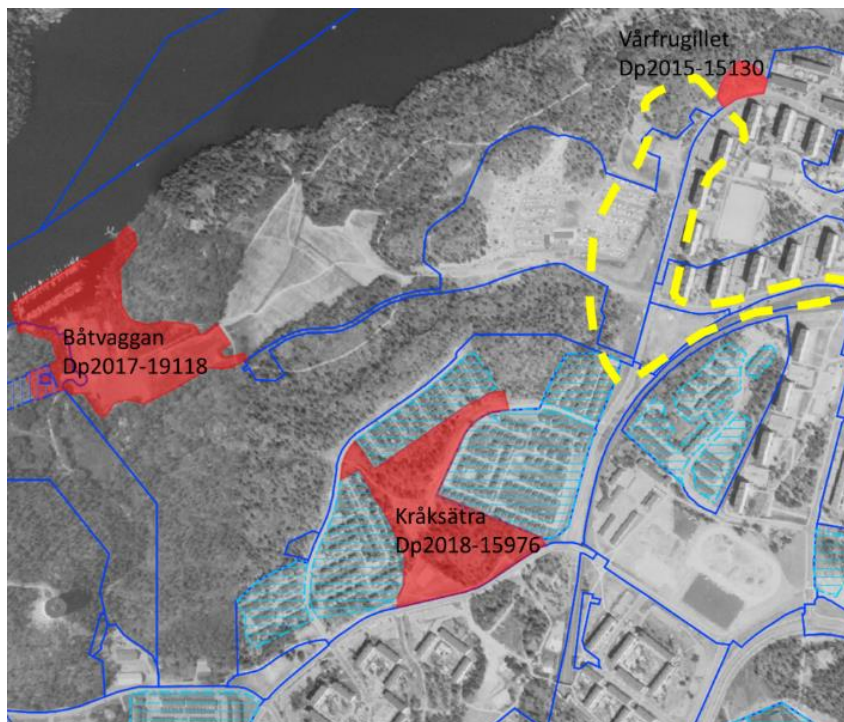 Vårfrugillet
Dp2015-15130
Båtvaggan
Dp2017-19118
Kråksätra
Dp2018-15976